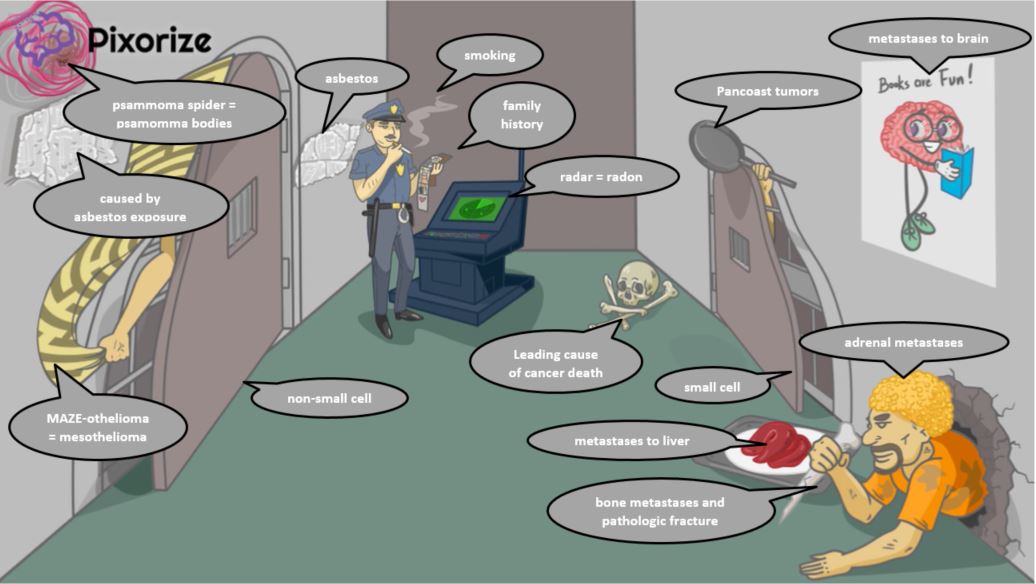 Pixorize
psammoma spider =
psamomma bodies
caused by
asbestos exposure
MAZE-othelioma
= mesothelioma
asbestos
smoking
family
history
radar = radon
non-small cell
Leading cause
of cancer death
Pancoast tumors
metastases to brain
Books are Fun!
small cell
adrenal metastases
metastases to liver
bone metastases and
pathologic fracture